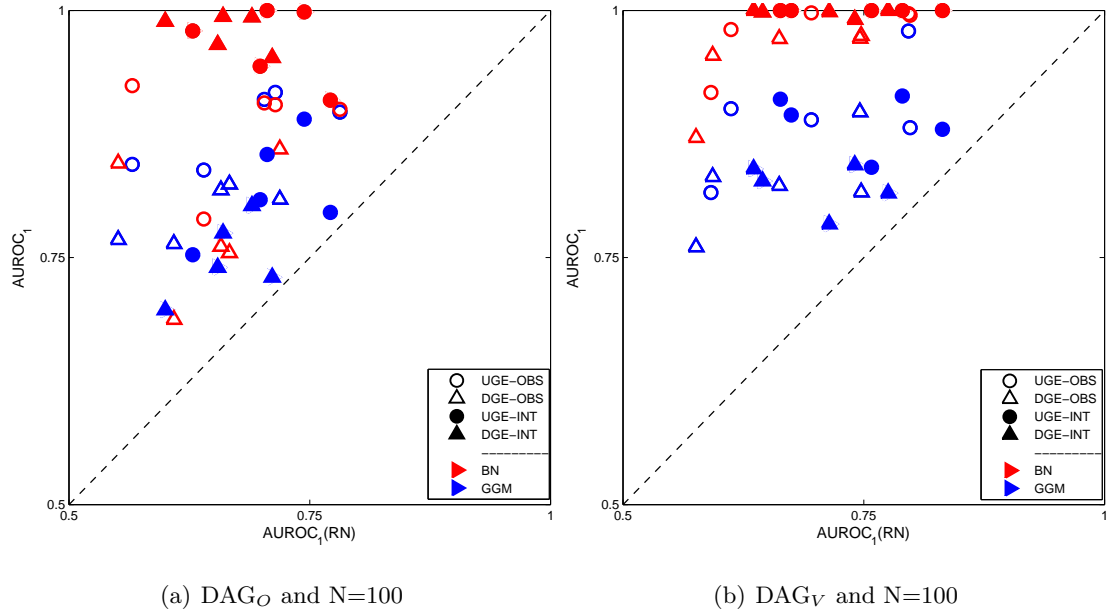 1
AUROC1
0.75
0.5
0.5
0.75
1
AUROC1(RN)
UGE−OBS
DGE−OBS
UGE−INT
DGE−INT
−−−−−−−−−−−
BN
GGM
(a) DAGO and N=100
1
AUROC1
0.75
0.5
0.5
0.75
1
AUROC1(RN)
UGE−OBS
DGE−OBS
UGE−INT
DGE−INT
−−−−−−−−−−−
BN
GGM
(b) DAGV and N=100